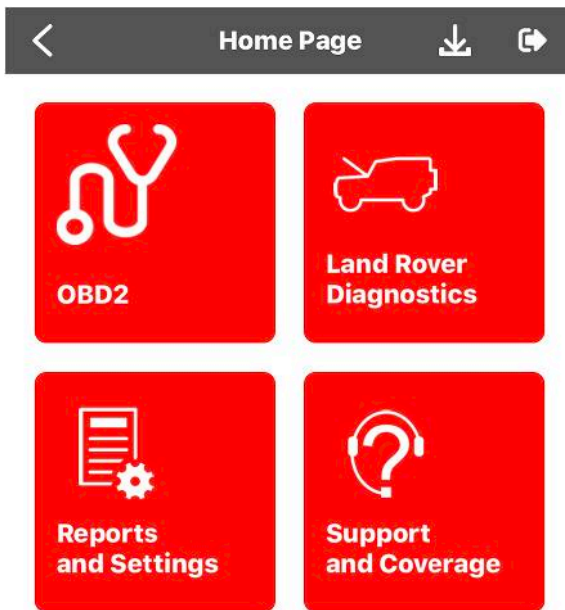 Home Page
OBD2
Land Rover
Diagnostics
Reports
and Settings
Support
and Coverage